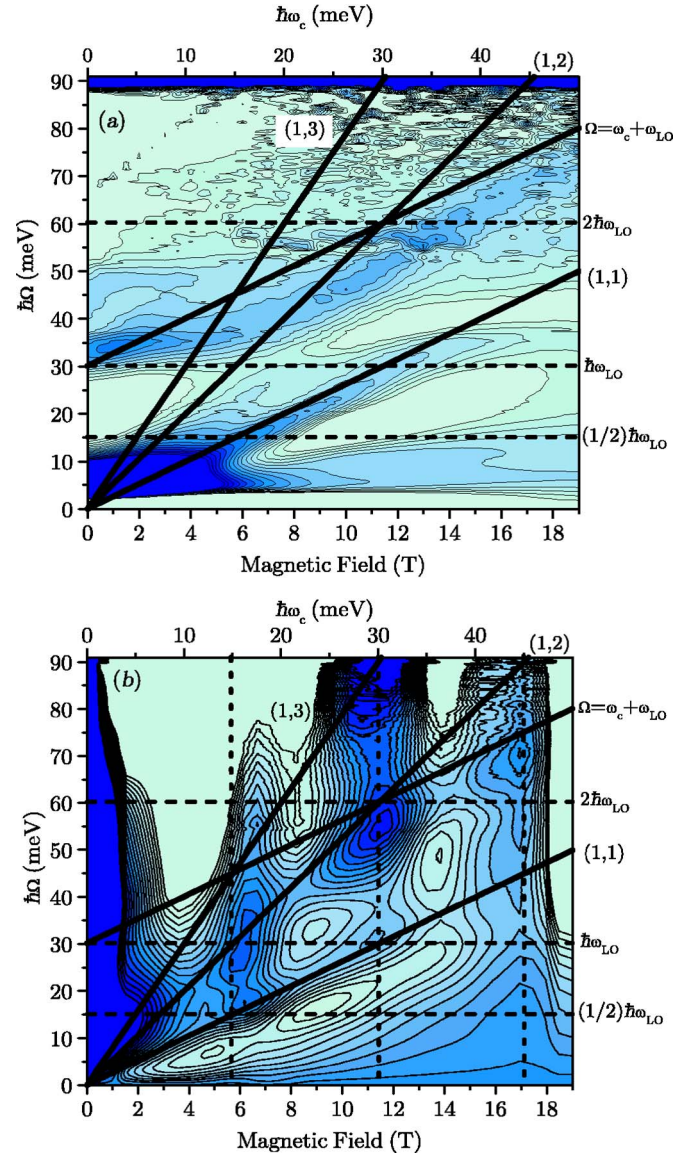 ħω_c (meV)
0 10 20 30 40
(1,2)
(a)
(1,3)
Ω=ω_c+ω_LO
2ħω_LO
(1,1)
ħω_LO
(1/2)ħω_LO
ħΩ (meV)
90
80
70
60
50
40
30
20
10
0
0 2 4 6 8 10 12 14 16 18
Magnetic Field (T)
ħω_c (meV)
0 10 20 30 40
(1,2)
(b)
(1,3)
Ω=ω_c+ω_LO
2ħω_LO
(1,1)
ħω_LO
(1/2)ħω_LO
ħΩ (meV)
90
80
70
60
50
40
30
20
10
0
0 2 4 6 8 10 12 14 16 18
Magnetic Field (T)